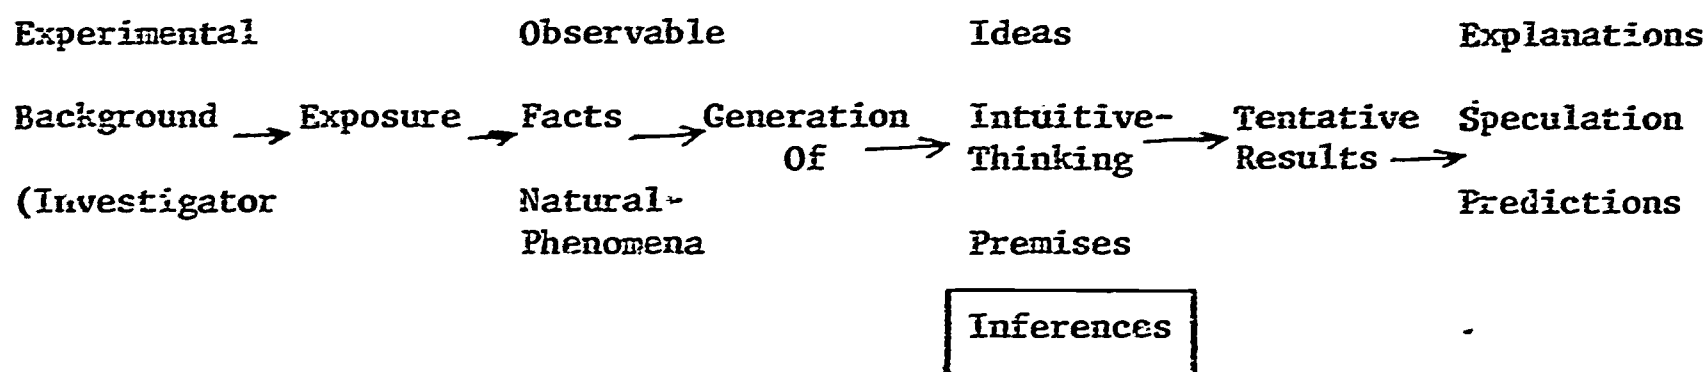 Experimental Observable Ideas Explanations
Background Exposure Facts Generation Intuitive- Tentative Speculation
Of Thinking Results
(Investigator Natural- Predictions
Phenomena Premises
Inferences